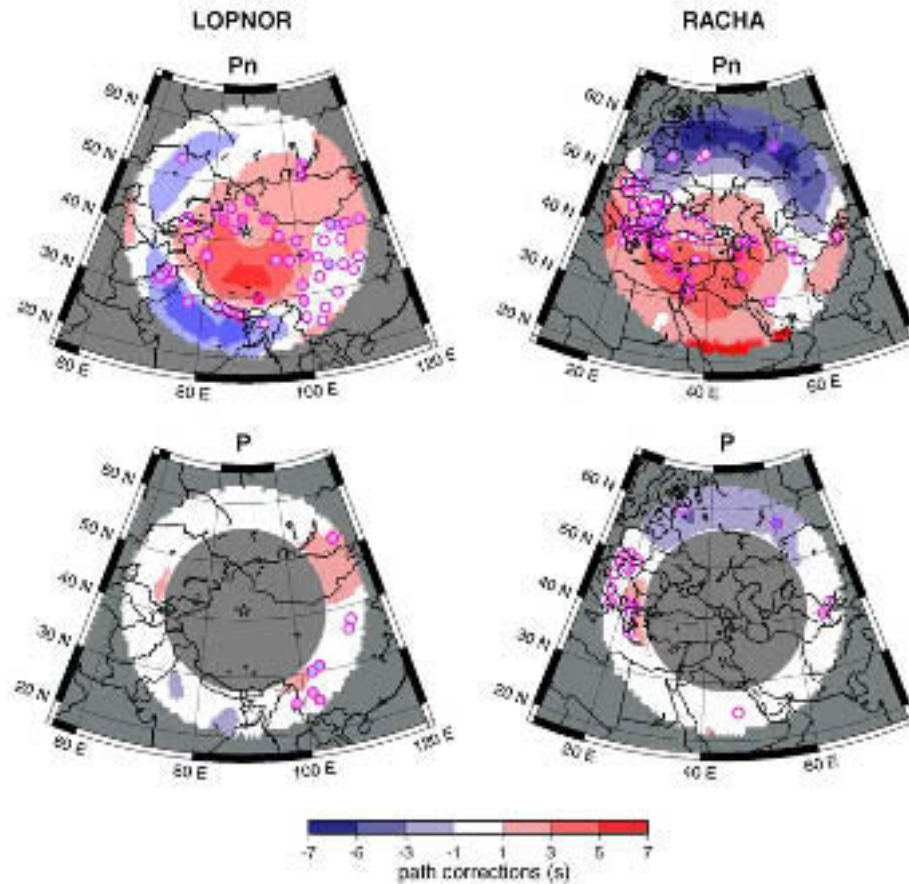 LOPNOR
RACHA
Pn
60 N
50 N
40 N
30 N
20 N
60 E
80 E
100 E
120 E
Pn
60 N
50 N
40 N
30 N
20 N
20 E
40 E
60 E
P
60 N
50 N
40 N
30 N
20 N
60 E
80 E
100 E
120 E
P
60 N
50 N
40 N
30 N
20 N
20 E
40 E
60 E
-7 -5 -3 -1 1 3 5 7
path corrections (s)